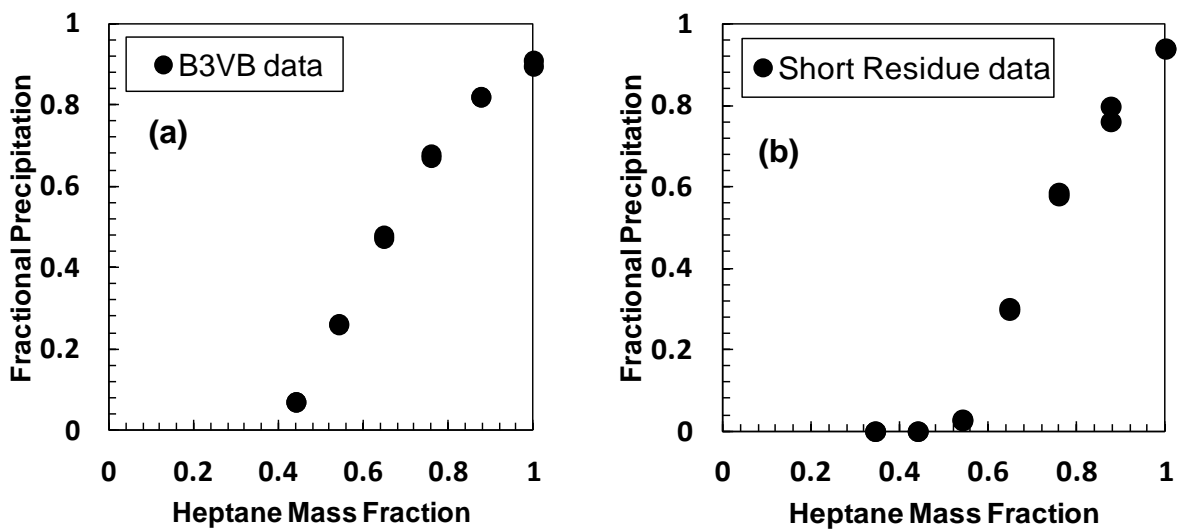 B3VB data
(a)
Fractional Precipitation
1
0.8
0.6
0.4
0.2
0
0 0.2 0.4 0.6 0.8 1
Heptane Mass Fraction
Short Residue data
(b)
Fractional Precipitation
1
0.8
0.6
0.4
0.2
0
0 0.2 0.4 0.6 0.8 1
Heptane Mass Fraction